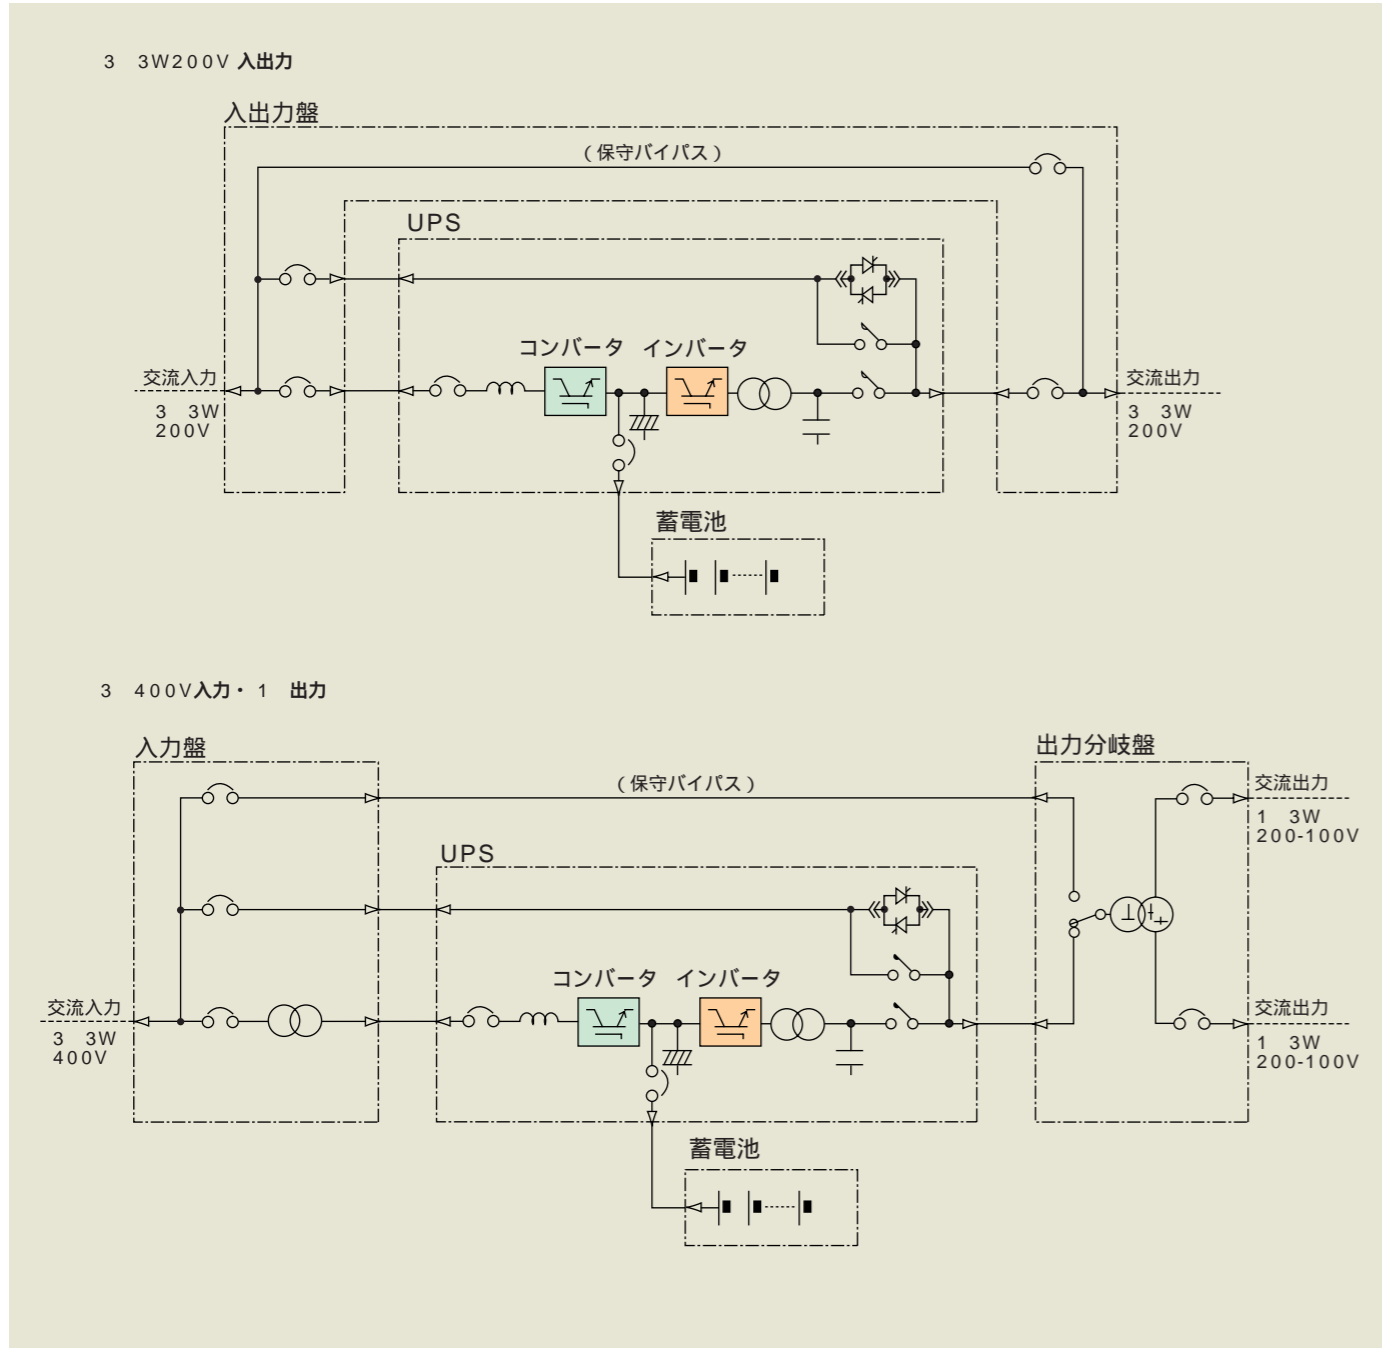 3 3W200V 入出力
入出力盤
(保守バイパス)
UPS
コンバータ インバータ
交流入力
3 3W
200V
交流出力
3 3W
200V
蓄電池
3 400V入力・1 出力
入力盤
出力分岐盤
(保守バイパス)
交流出力
1 3W
200-100V
UPS
コンバータ インバータ
交流入力
3 3W
400V
交流出力
1 3W
200-100V
蓄電池